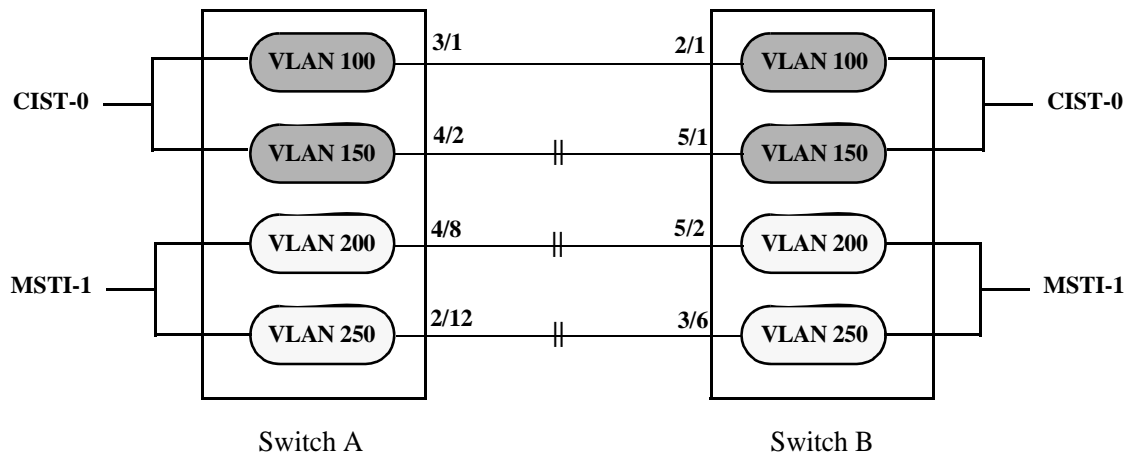 3/1 2/1
VLAN 100 VLAN 100
CIST-0 CIST-0
4/2 5/1
VLAN 150 VLAN 150
4/8 5/2
VLAN 200 VLAN 200
MSTI-1 MSTI-1
2/12 3/6
VLAN 250 VLAN 250
Switch A Switch B